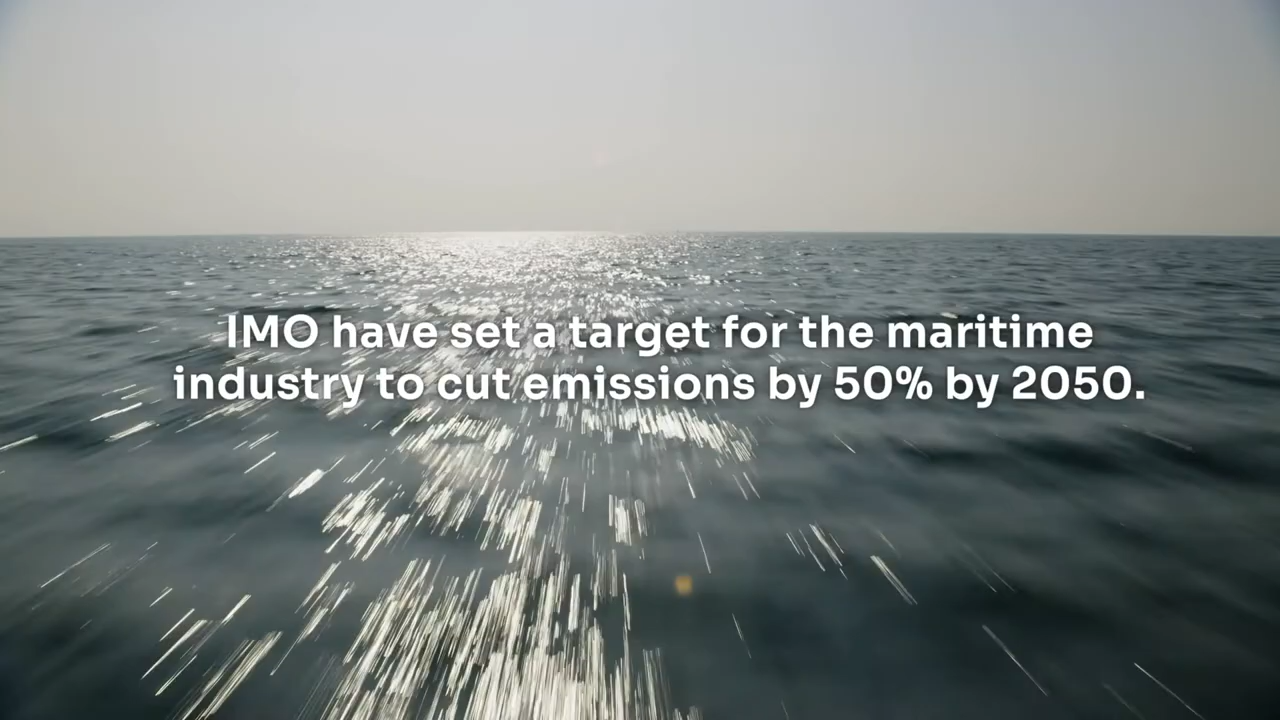 IMO have set a target for the maritime
industry to cut emissions by 50% by 2050.